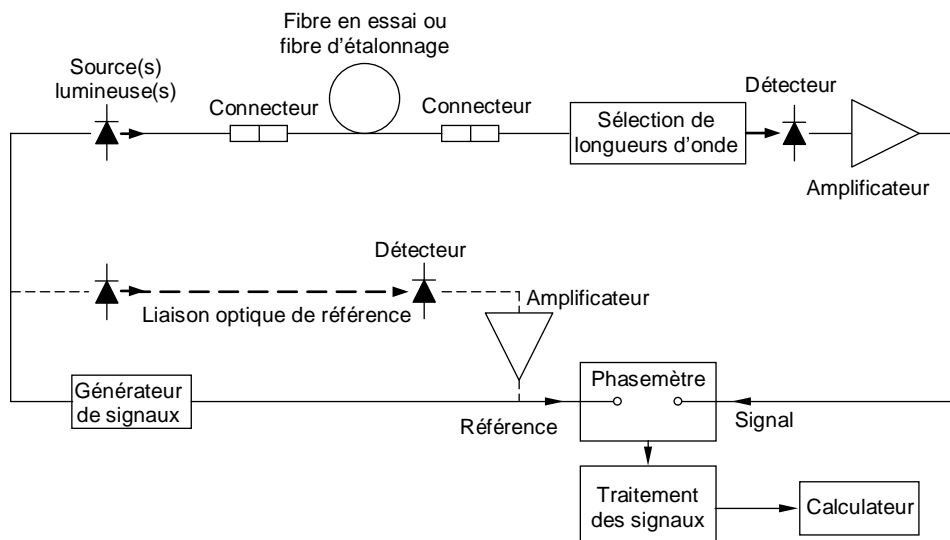 Fibre en essai ou
fibre d'étalonnage
Source(s)
lumineuse(s)
Connecteur
Connecteur
Sélection de
longueurs d'onde
Détecteur
Amplificateur
Détecteur
Liaison optique de référence
Amplificateur
Générateur
de signaux
Référence
Phasemètre
Signal
Traitement
des signaux
Calculateur